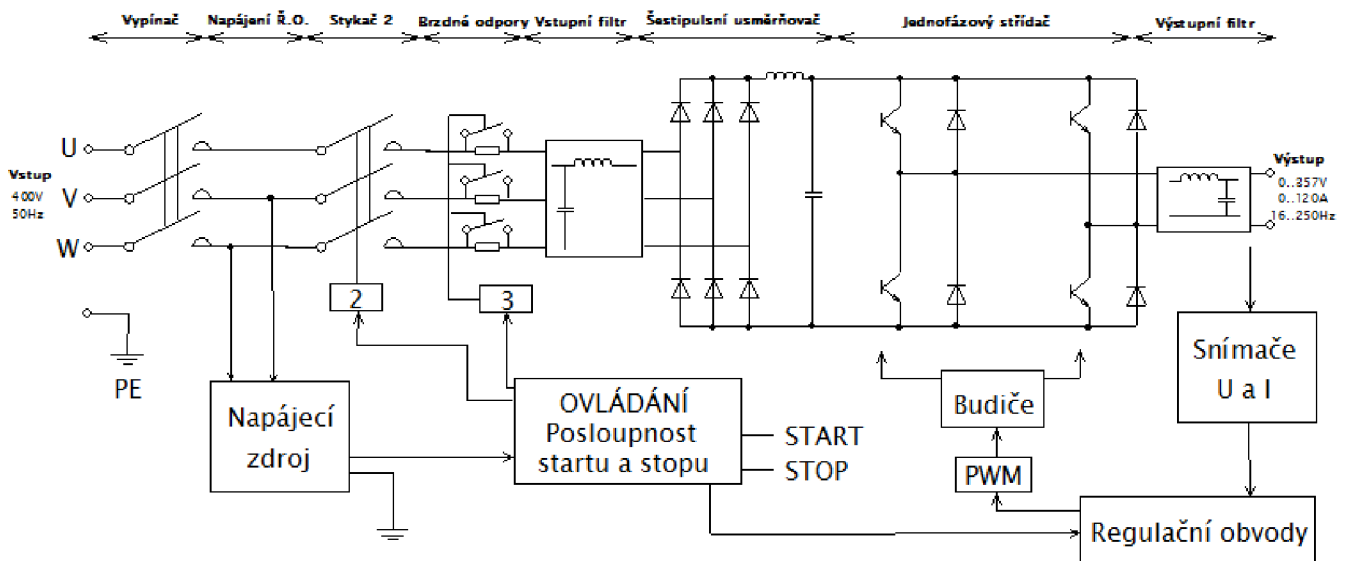 Vypínač
Napájení Ř.O.
Stykač 2
Brzdné odpory
Vstupní filtr
Šestipulsní usměrňovač
Jednofázový střídač
Výstupní filtr
U
Vstup
400V
50Hz
V
W
PE
2
3
Výstup
0..357V
0..120A
16..250Hz
Napájecí
zdroj
OVLÁDÁNÍ
Posloupnost
startu a stopu
START
STOP
Budiče
PWM
Snímače
U a I
Regulační obvody